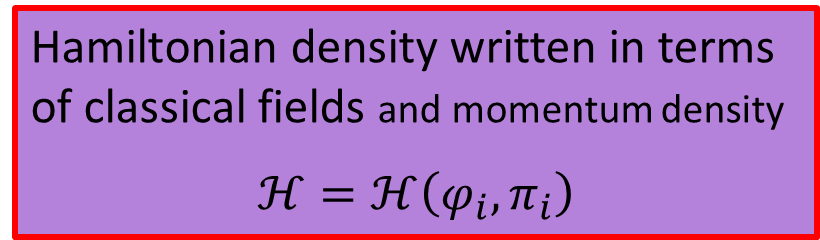 Hamiltonian density written in terms
of classical fields and momentum density
ℋ = ℋ(φᵢ, πᵢ)